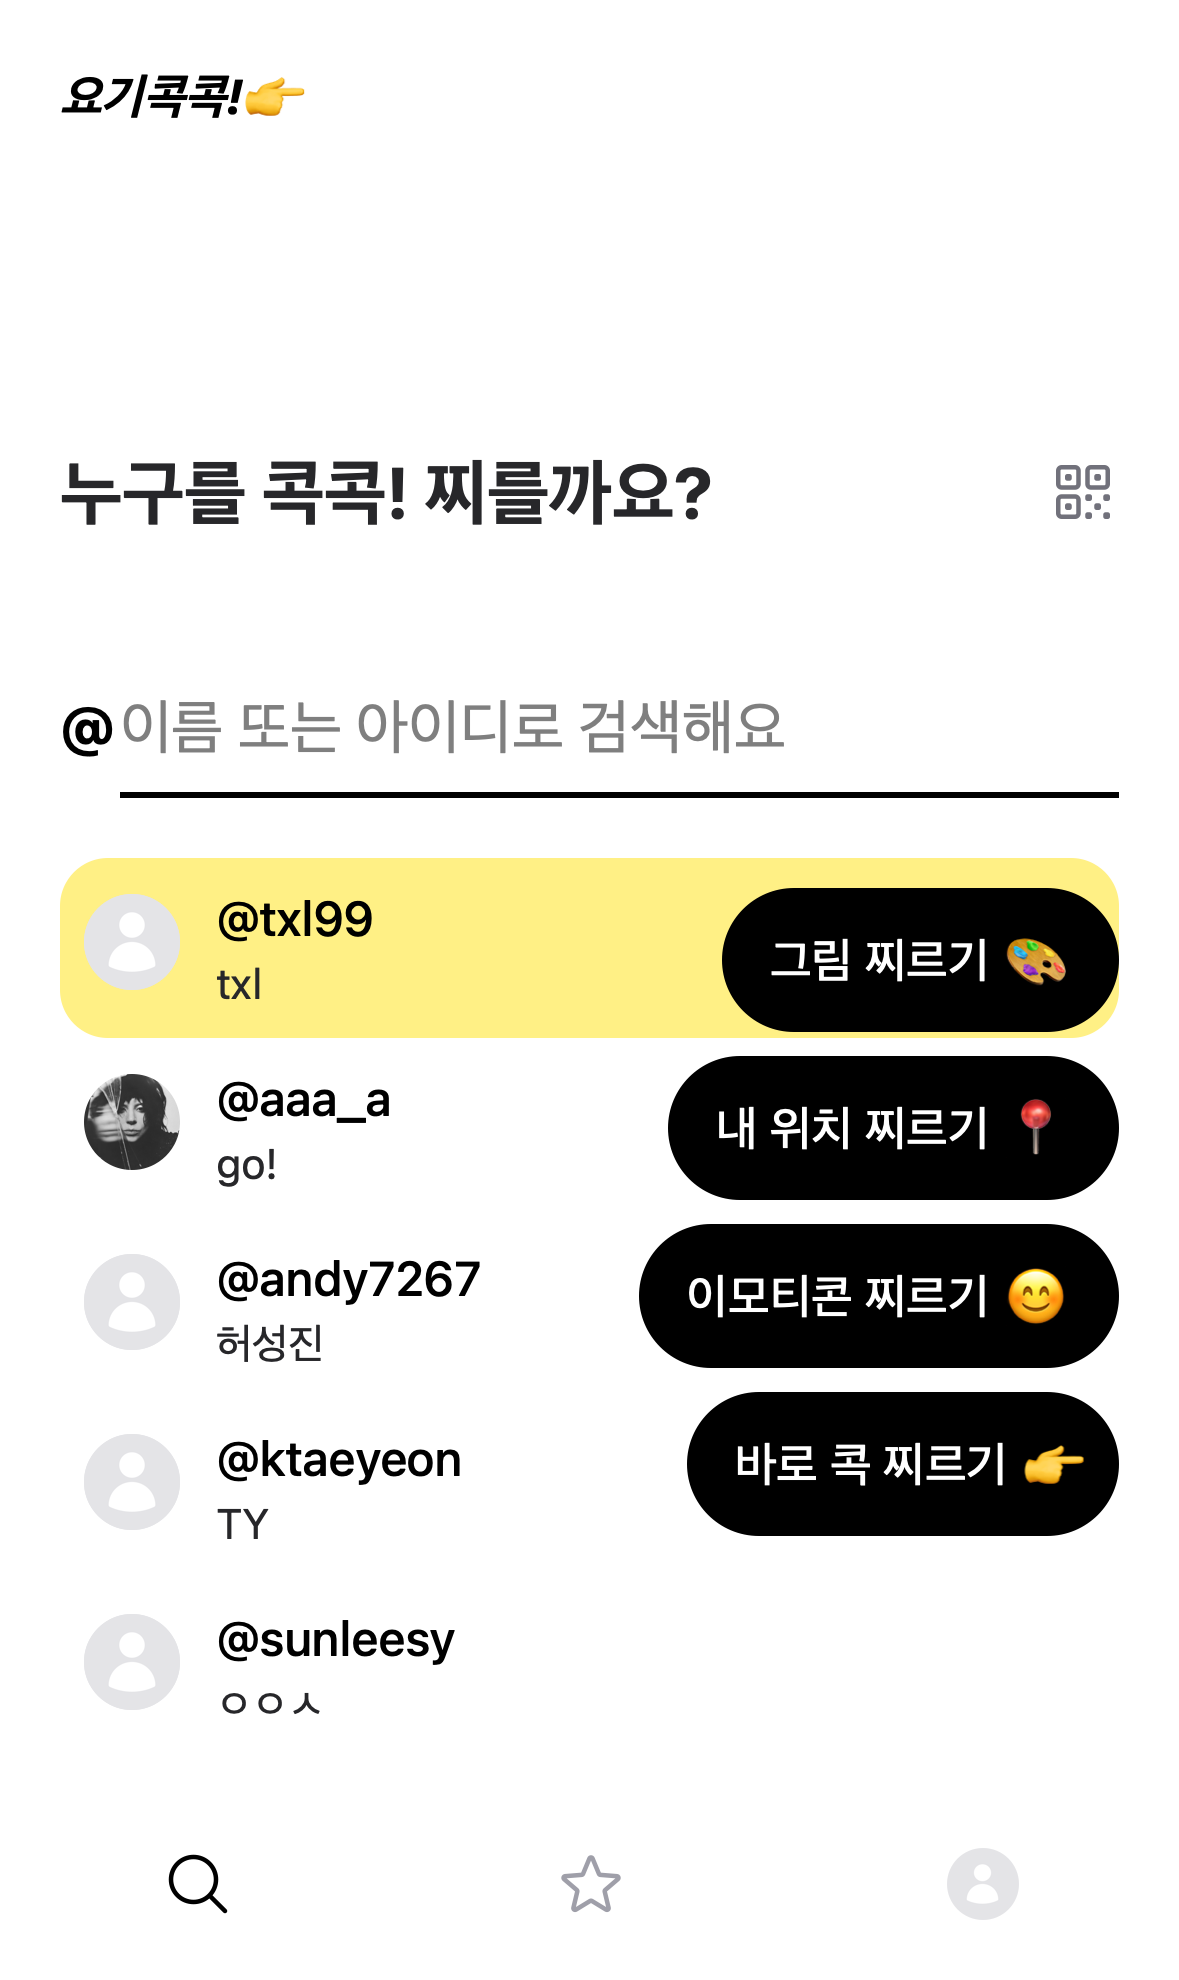 요기콕콕!👉
누구를 콕콕! 찌를까요?
@이름 또는 아이디로 검색해요
@txl99
txl
그림 찌르기 🎨
@aaa_a
go!
내 위치 찌르기 📍
@andy7267
허성진
이모티콘 찌르기 😊
@ktaeyeon
TY
바로 콕 찌르기 👉
@sunleesy
ㅇㅇㅅ